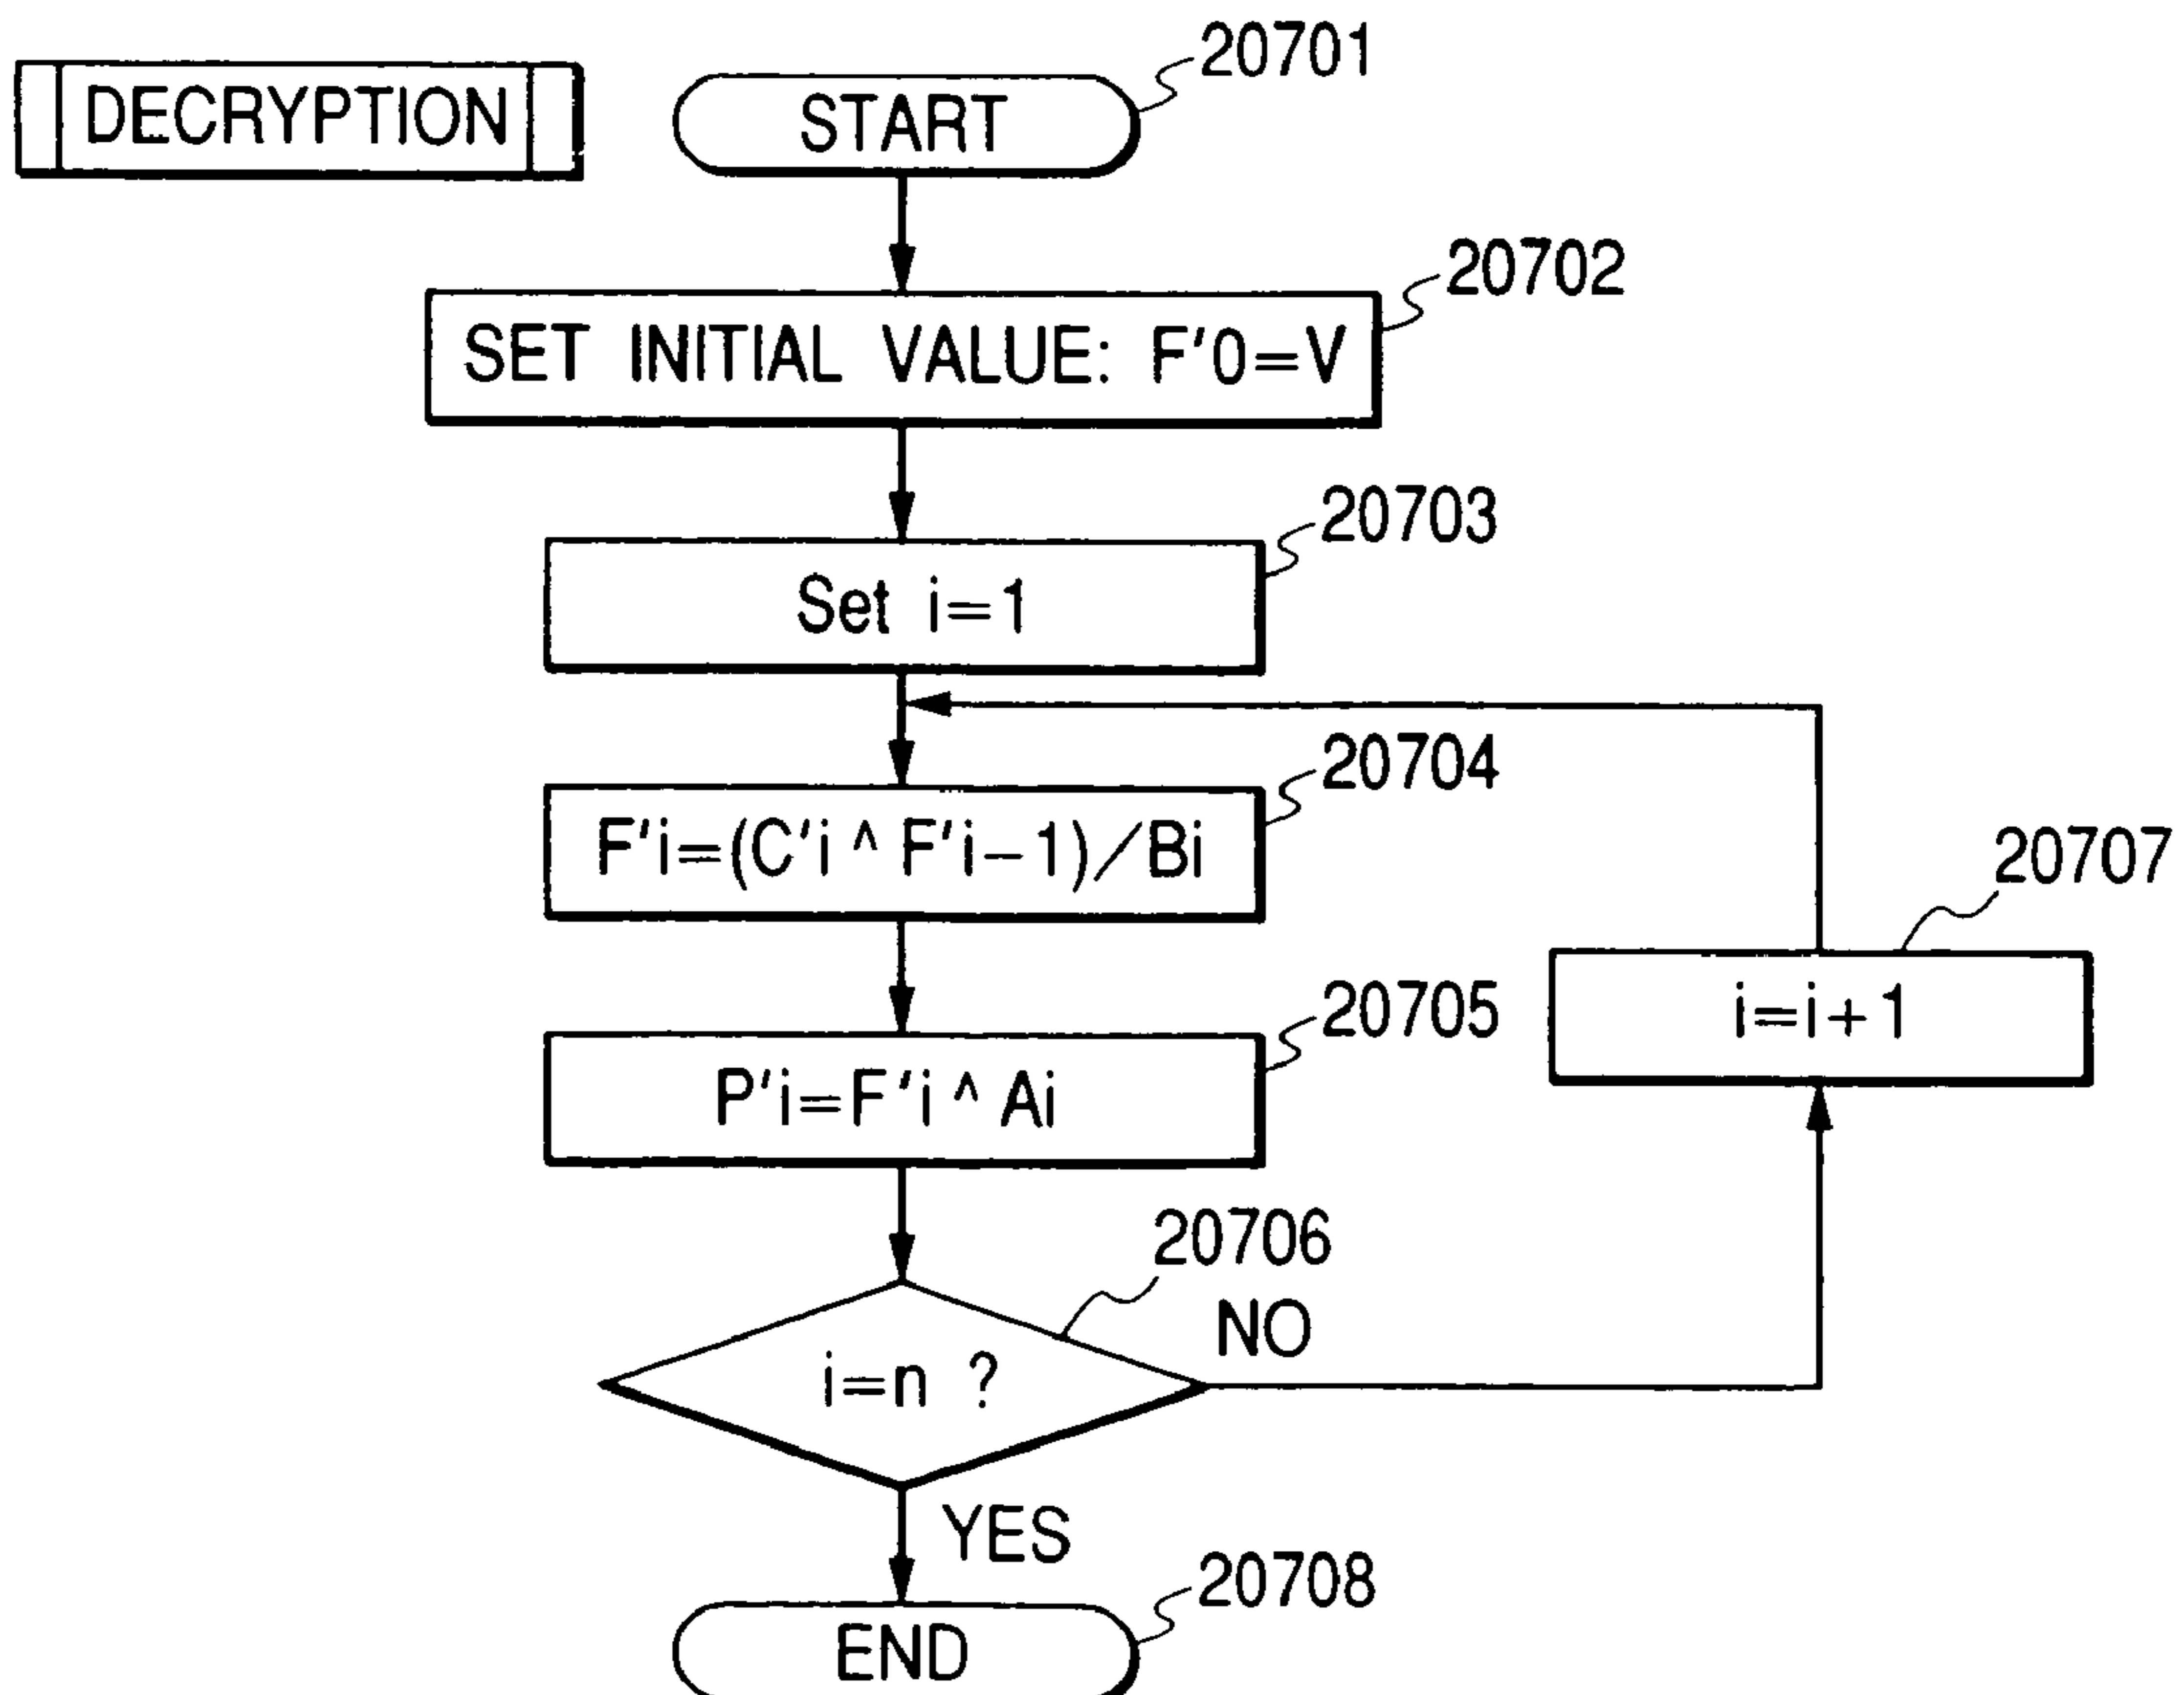 DECRYPTION
START
20701
SET INITIAL VALUE: F'0=V
20702
Set i=1
20703
F'i=(C'i ^ F'i-1)/Bi
20704
P'i=F'i ^ Ai
20705
i=i+1
20707
i=n ?
20706
NO
YES
END
20708